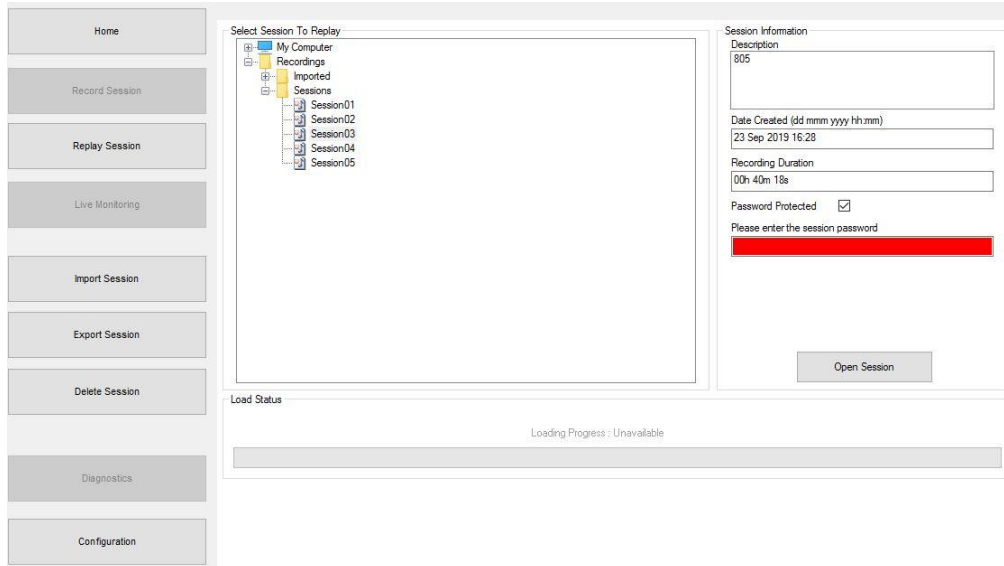 Home
Record Session
Replay Session
Live Monitoring
Import Session
Export Session
Delete Session
Diagnostics
Configuration
Select Session To Replay
My Computer
Recordings
Imported
Sessions
Session01
Session02
Session03
Session04
Session05
Session Information
Description
805
Date Created (dd mmm yyyy hh:mm)
23 Sep 2019 16:28
Recording Duration
00h 40m 18s
Password Protected
Please enter the session password
Open Session
Load Status
Loading Progress : Unavailable